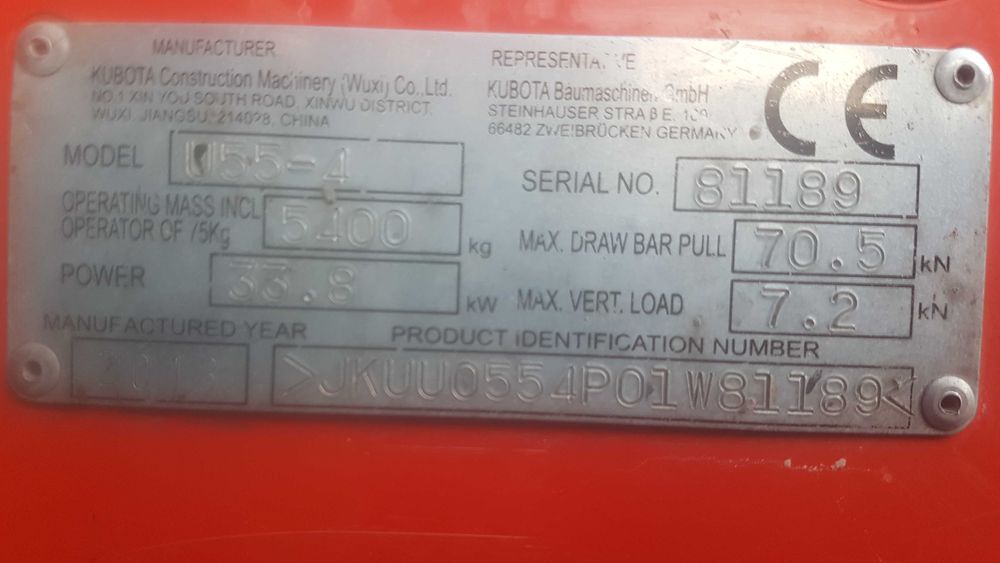 MANUFACTURER
KUBOTA Construction Machinery (Wuxi) Co.,Ltd.
NO.1 XIN YOU SOUTH ROAD, XINWU DISTRICT,
WUXI, JIANGSU, 214028, CHINA
REPRESENTATIVE
KUBOTA Baumaschinen GmbH
STEINHAUSER STRAßE
66482 ZWEIBRÜCKEN GERMANY
CE
MODEL U55-4
SERIAL NO. 81189
OPERATING MASS INCL
OPERATOR OF 75Kg 5400 kg
MAX. DRAW BAR PULL 70.5 kN
POWER 33.8 kW
MAX. VERT. LOAD 7.2 kN
MANUFACTURED YEAR
PRODUCT IDENTIFICATION NUMBER
>JKUU0554P01W81189<